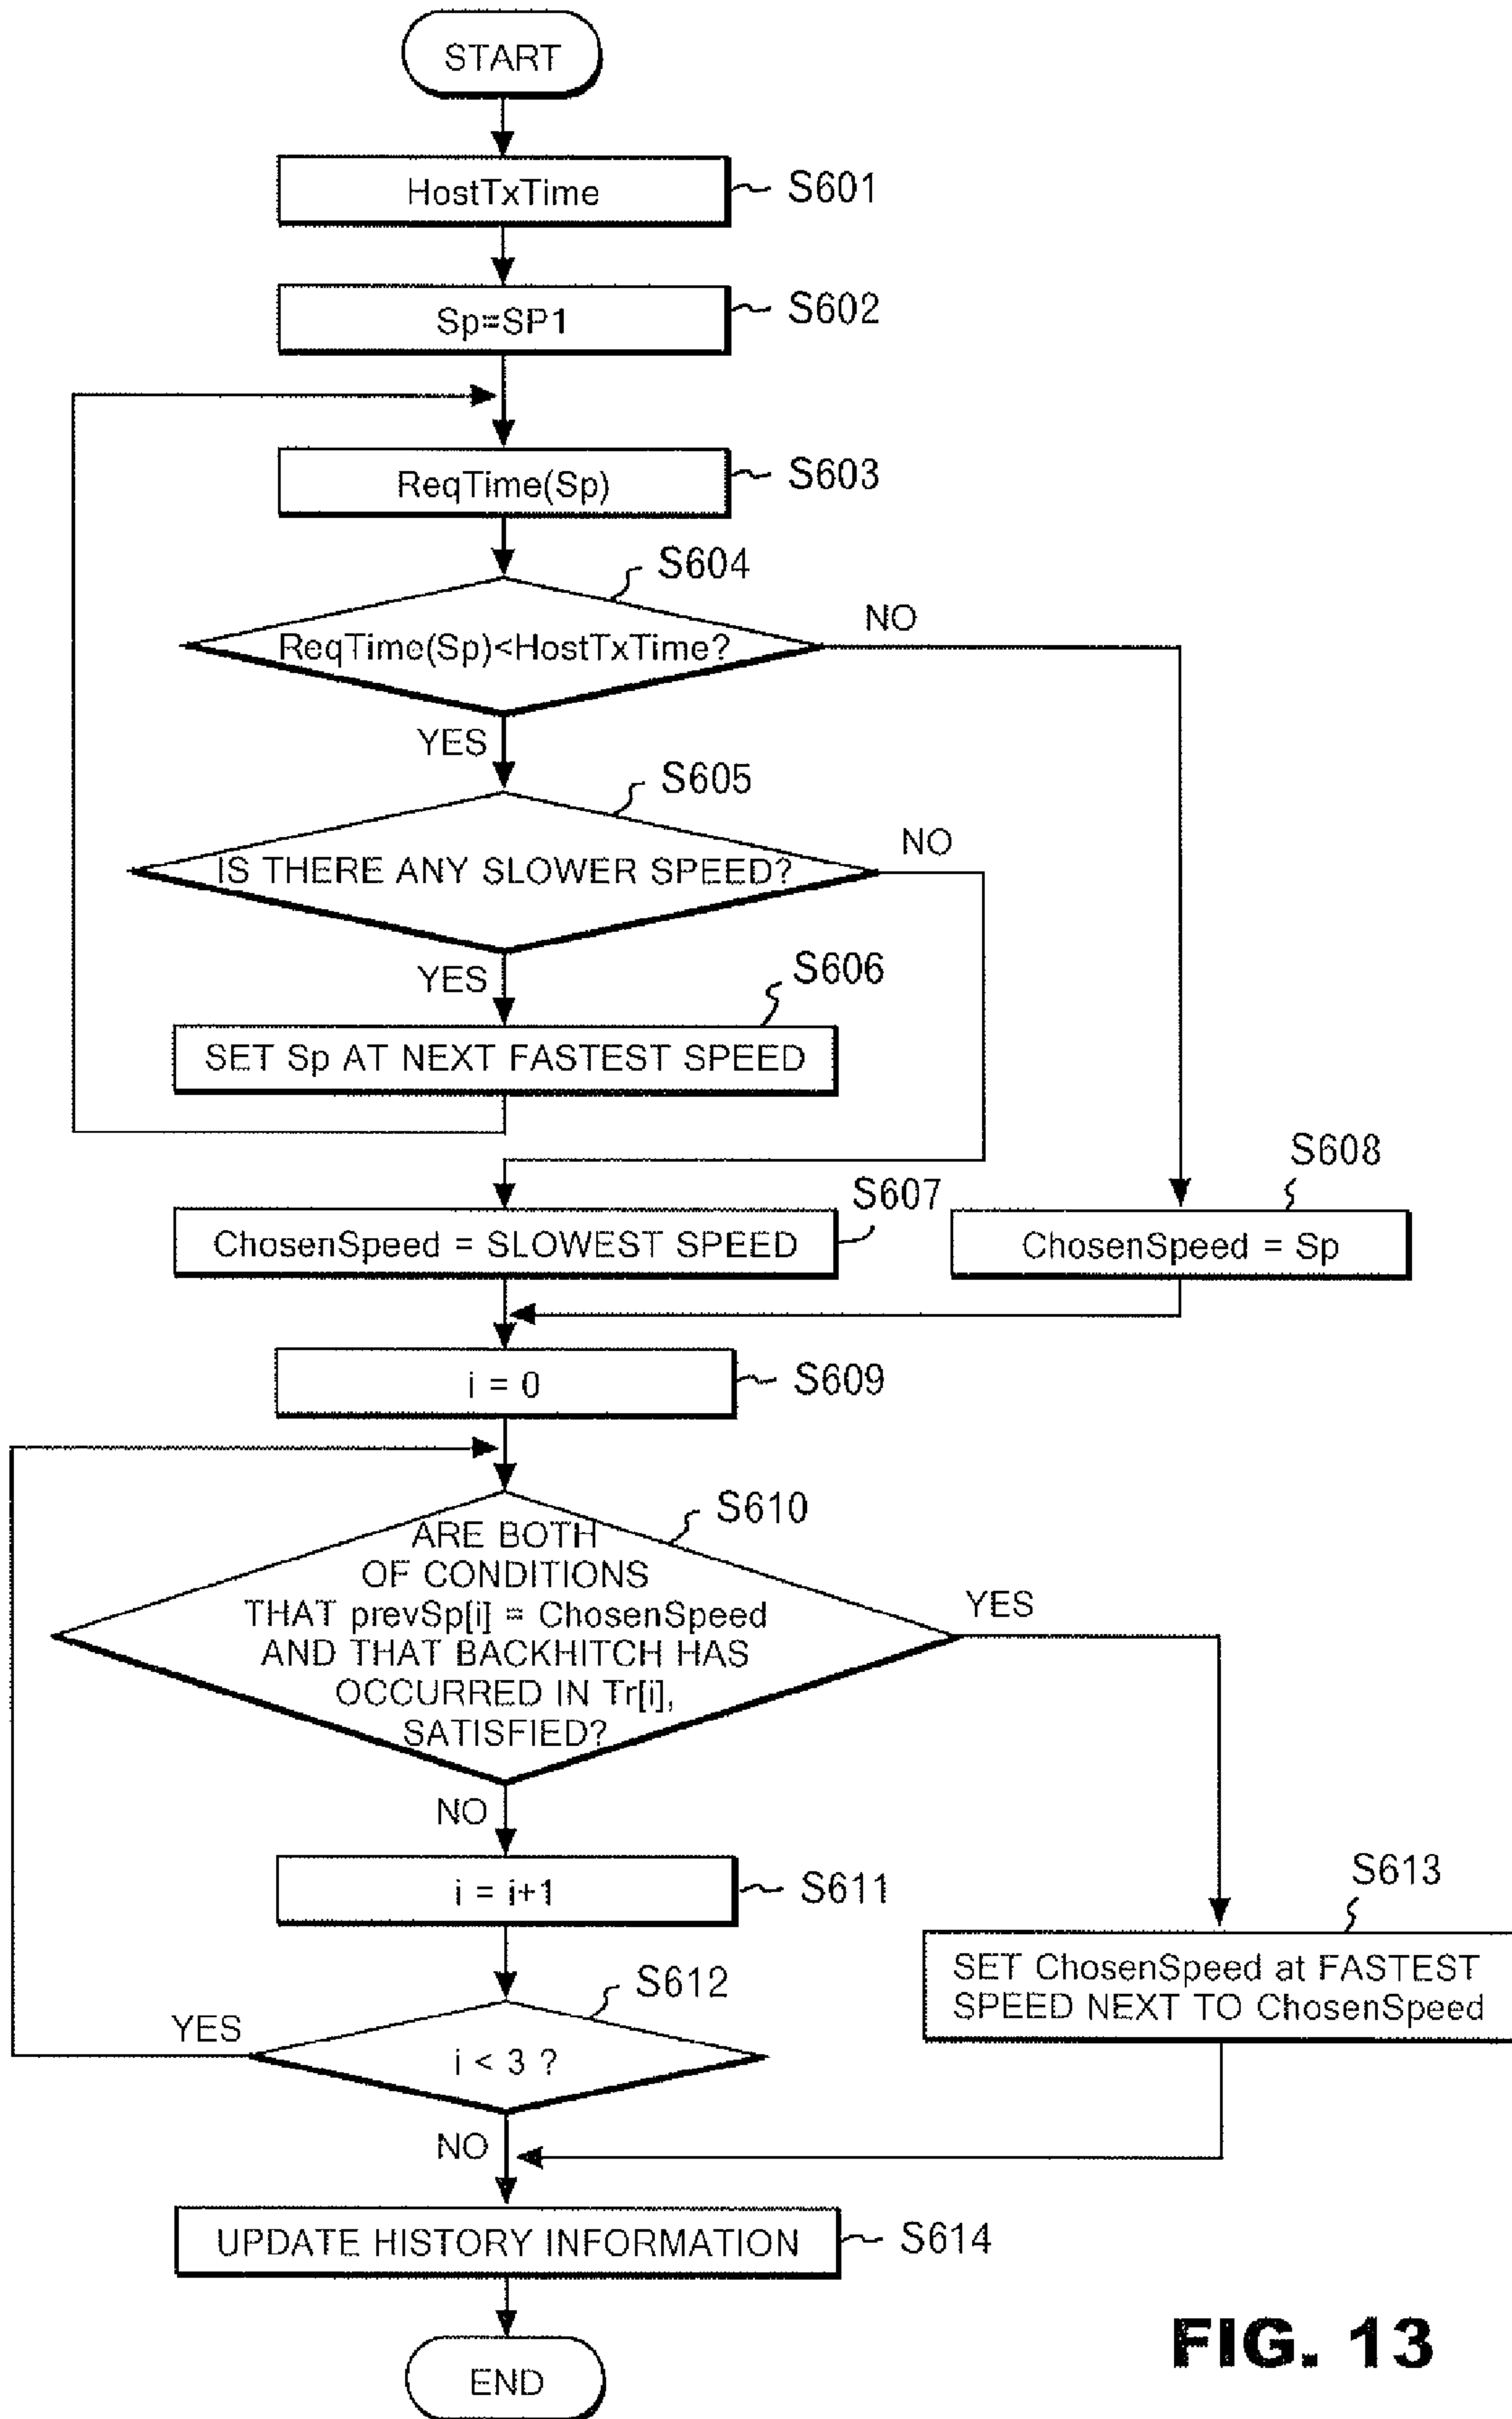 START
HostTxTime
S601
Sp=SP1
S602
ReqTime(Sp)
S603
S604
ReqTime(Sp)<HostTxTime?
NO
YES
S605
IS THERE ANY SLOWER SPEED?
NO
YES
S606
SET Sp AT NEXT FASTEST SPEED
S607
ChosenSpeed = SLOWEST SPEED
S608
ChosenSpeed = Sp
i = 0
S609
S610
ARE BOTH
OF CONDITIONS
THAT prevSp[i] = ChosenSpeed
AND THAT BACKHITCH HAS
OCCURRED IN Tr[i],
SATISFIED?
YES
NO
i = i+1
S611
S612
i < 3 ?
YES
NO
S613
SET ChosenSpeed at FASTEST
SPEED NEXT TO ChosenSpeed
UPDATE HISTORY INFORMATION
S614
END
FIG. 13